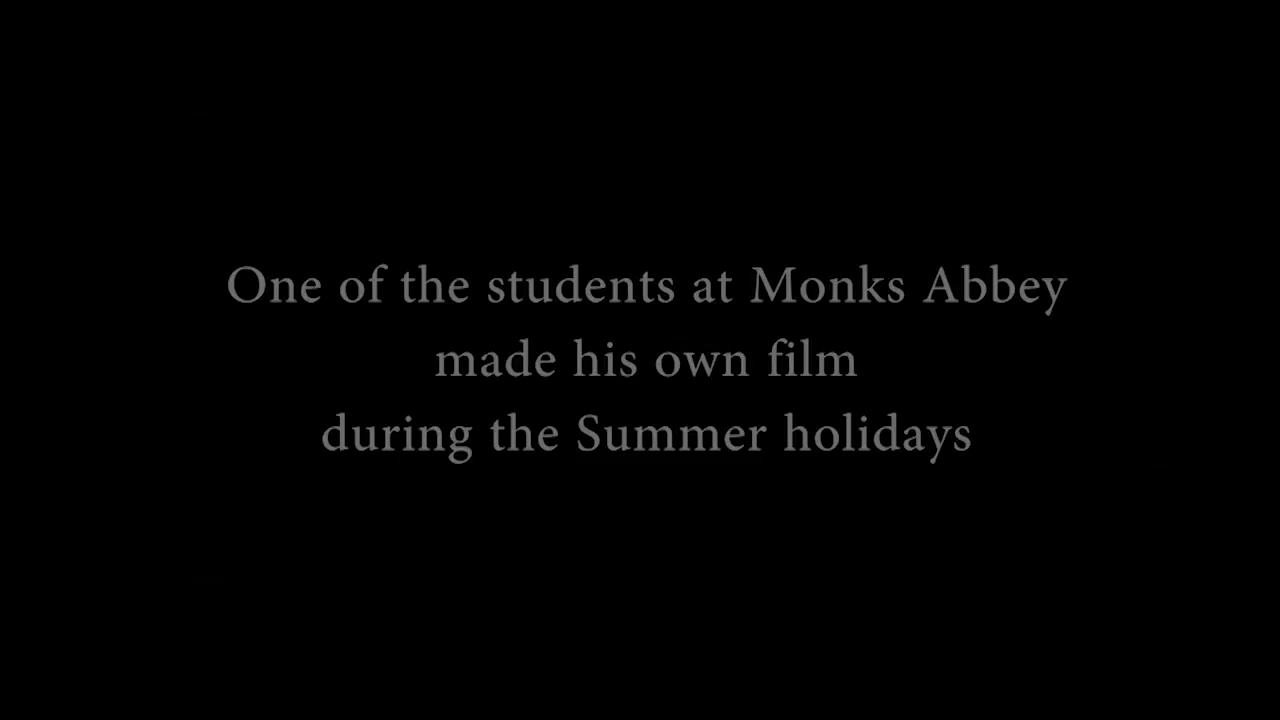 One of the students at Monks Abbey
made his own film
during the Summer holidays